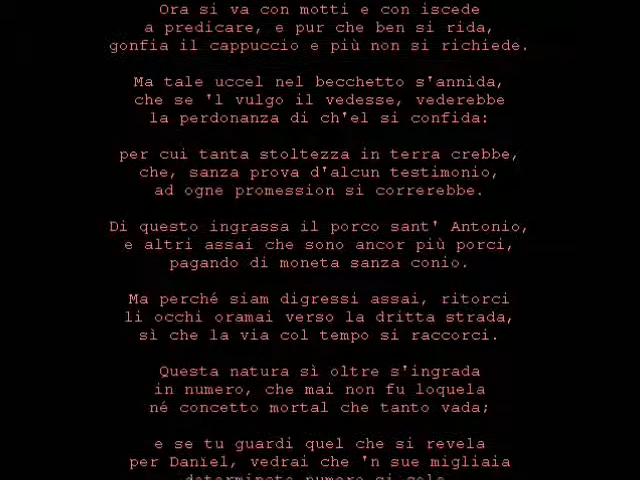 Ora si va con motti e con iscede
a predicare, e pur che ben si rida,
gonfia il cappuccio e più non si richiede.
Ma tale uccel nel becchetto s'annida,
che se 'l vulgo il vedesse, vederebbe
la perdonanza di ch'el si confida:
per cui tanta stoltezza in terra crebbe,
che, sanza prova d'alcun testimonio,
ad ogne promession si correrebbe.
Di questo ingrassa il porco sant' Antonio,
e altri assai che sono ancor più porci,
pagando di moneta sanza conio.
Ma perché siam digressi assai, ritorci
li occhi oramai verso la dritta strada,
sì che la via col tempo si raccorci.
Questa natura sì oltre s'ingrada
in numero, che mai non fu loquela
né concetto mortal che tanto vada;
e se tu guardi quel che si revela
per Danïel, vedrai che 'n sue migliaia
determinato numero si cela